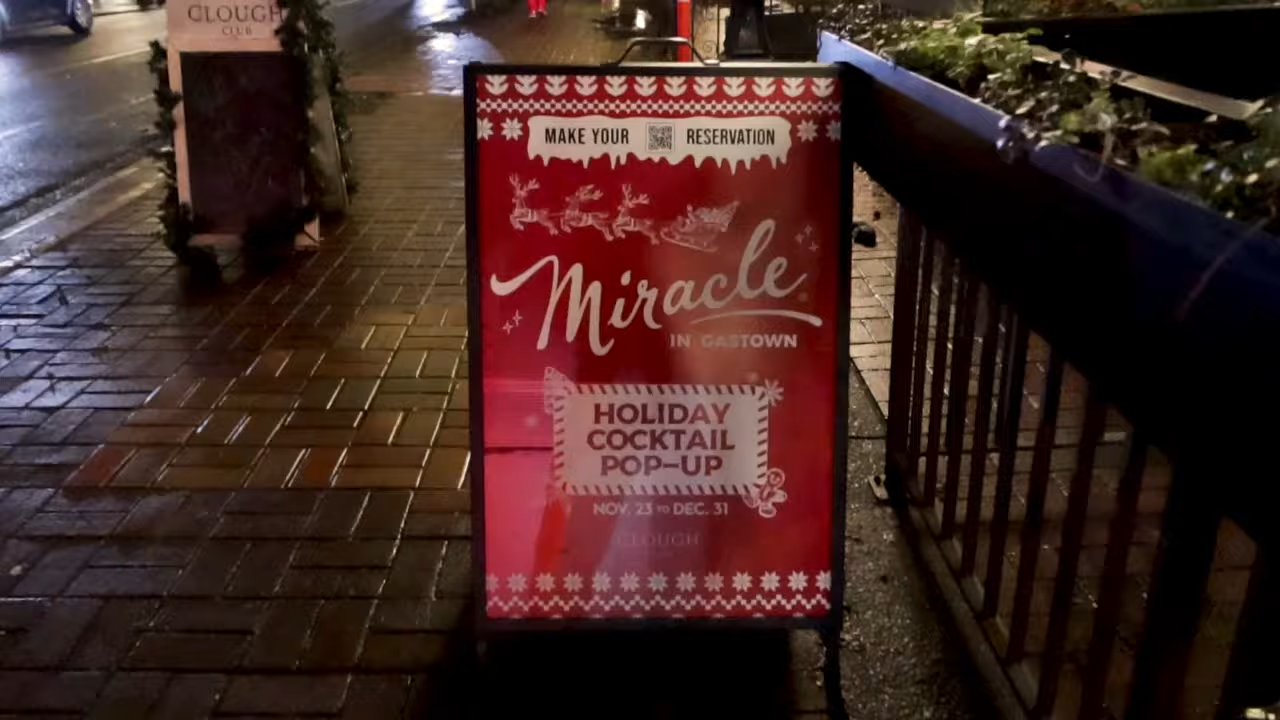 CLOUGH
CLUB
MAKE YOUR RESERVATION
Miracle
IN GASTOWN
HOLIDAY
COCKTAIL
POP-UP
NOV. 23 TO DEC. 31
CLOUGH